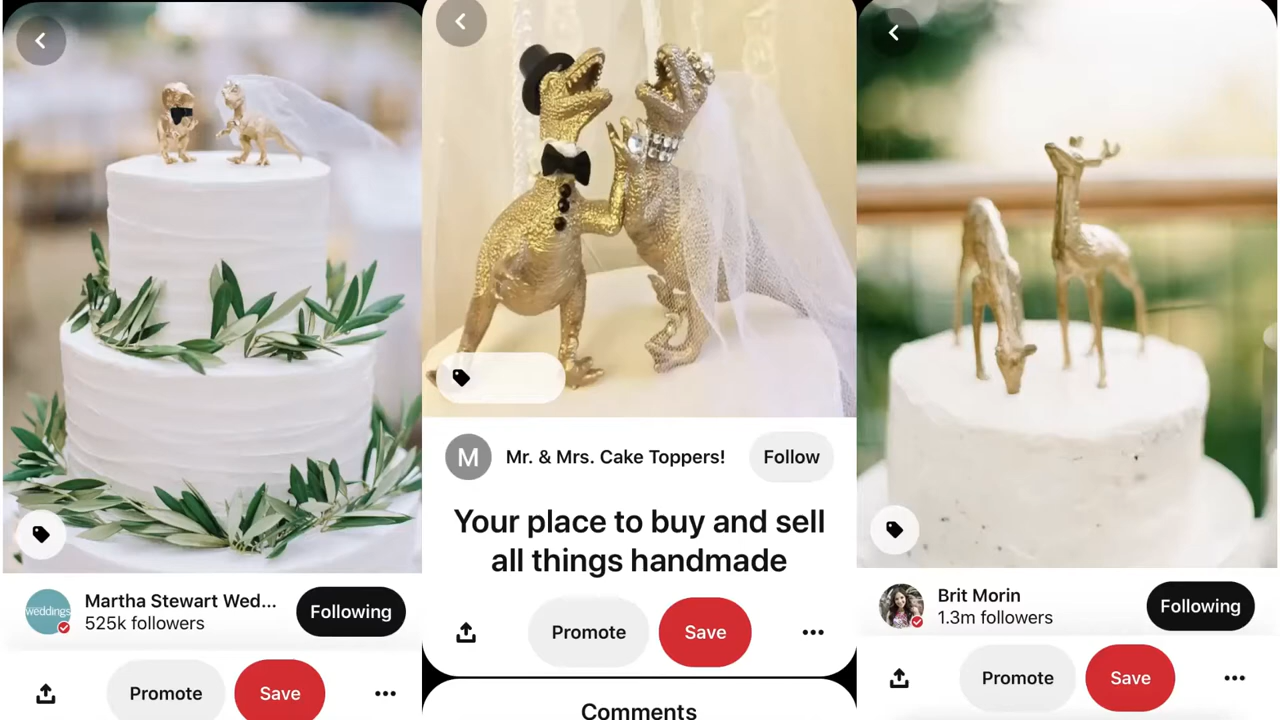 weddings
Martha Stewart Wed...
525k followers
Following
Promote
Save
M
Mr. & Mrs. Cake Toppers!
Follow
Your place to buy and sell
all things handmade
Promote
Save
Comments
Brit Morin
1.3m followers
Following
Promote
Save